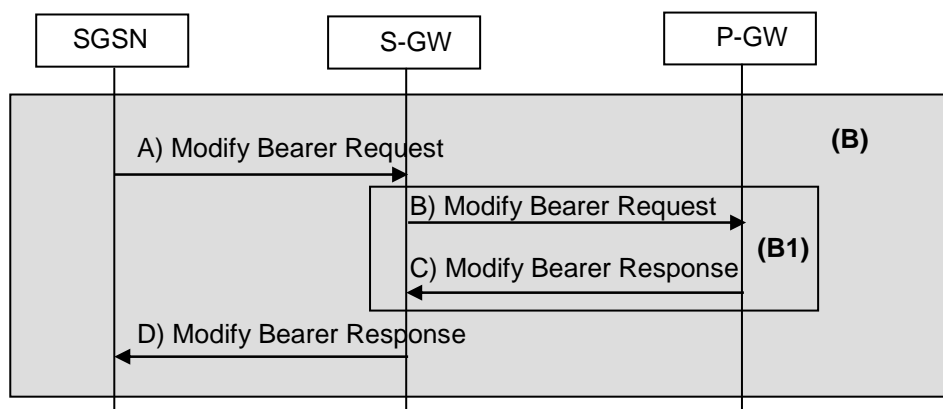 SGSN
S-GW
P-GW
(B)
A) Modify Bearer Request
B) Modify Bearer Request
(B1)
C) Modify Bearer Response
D) Modify Bearer Response